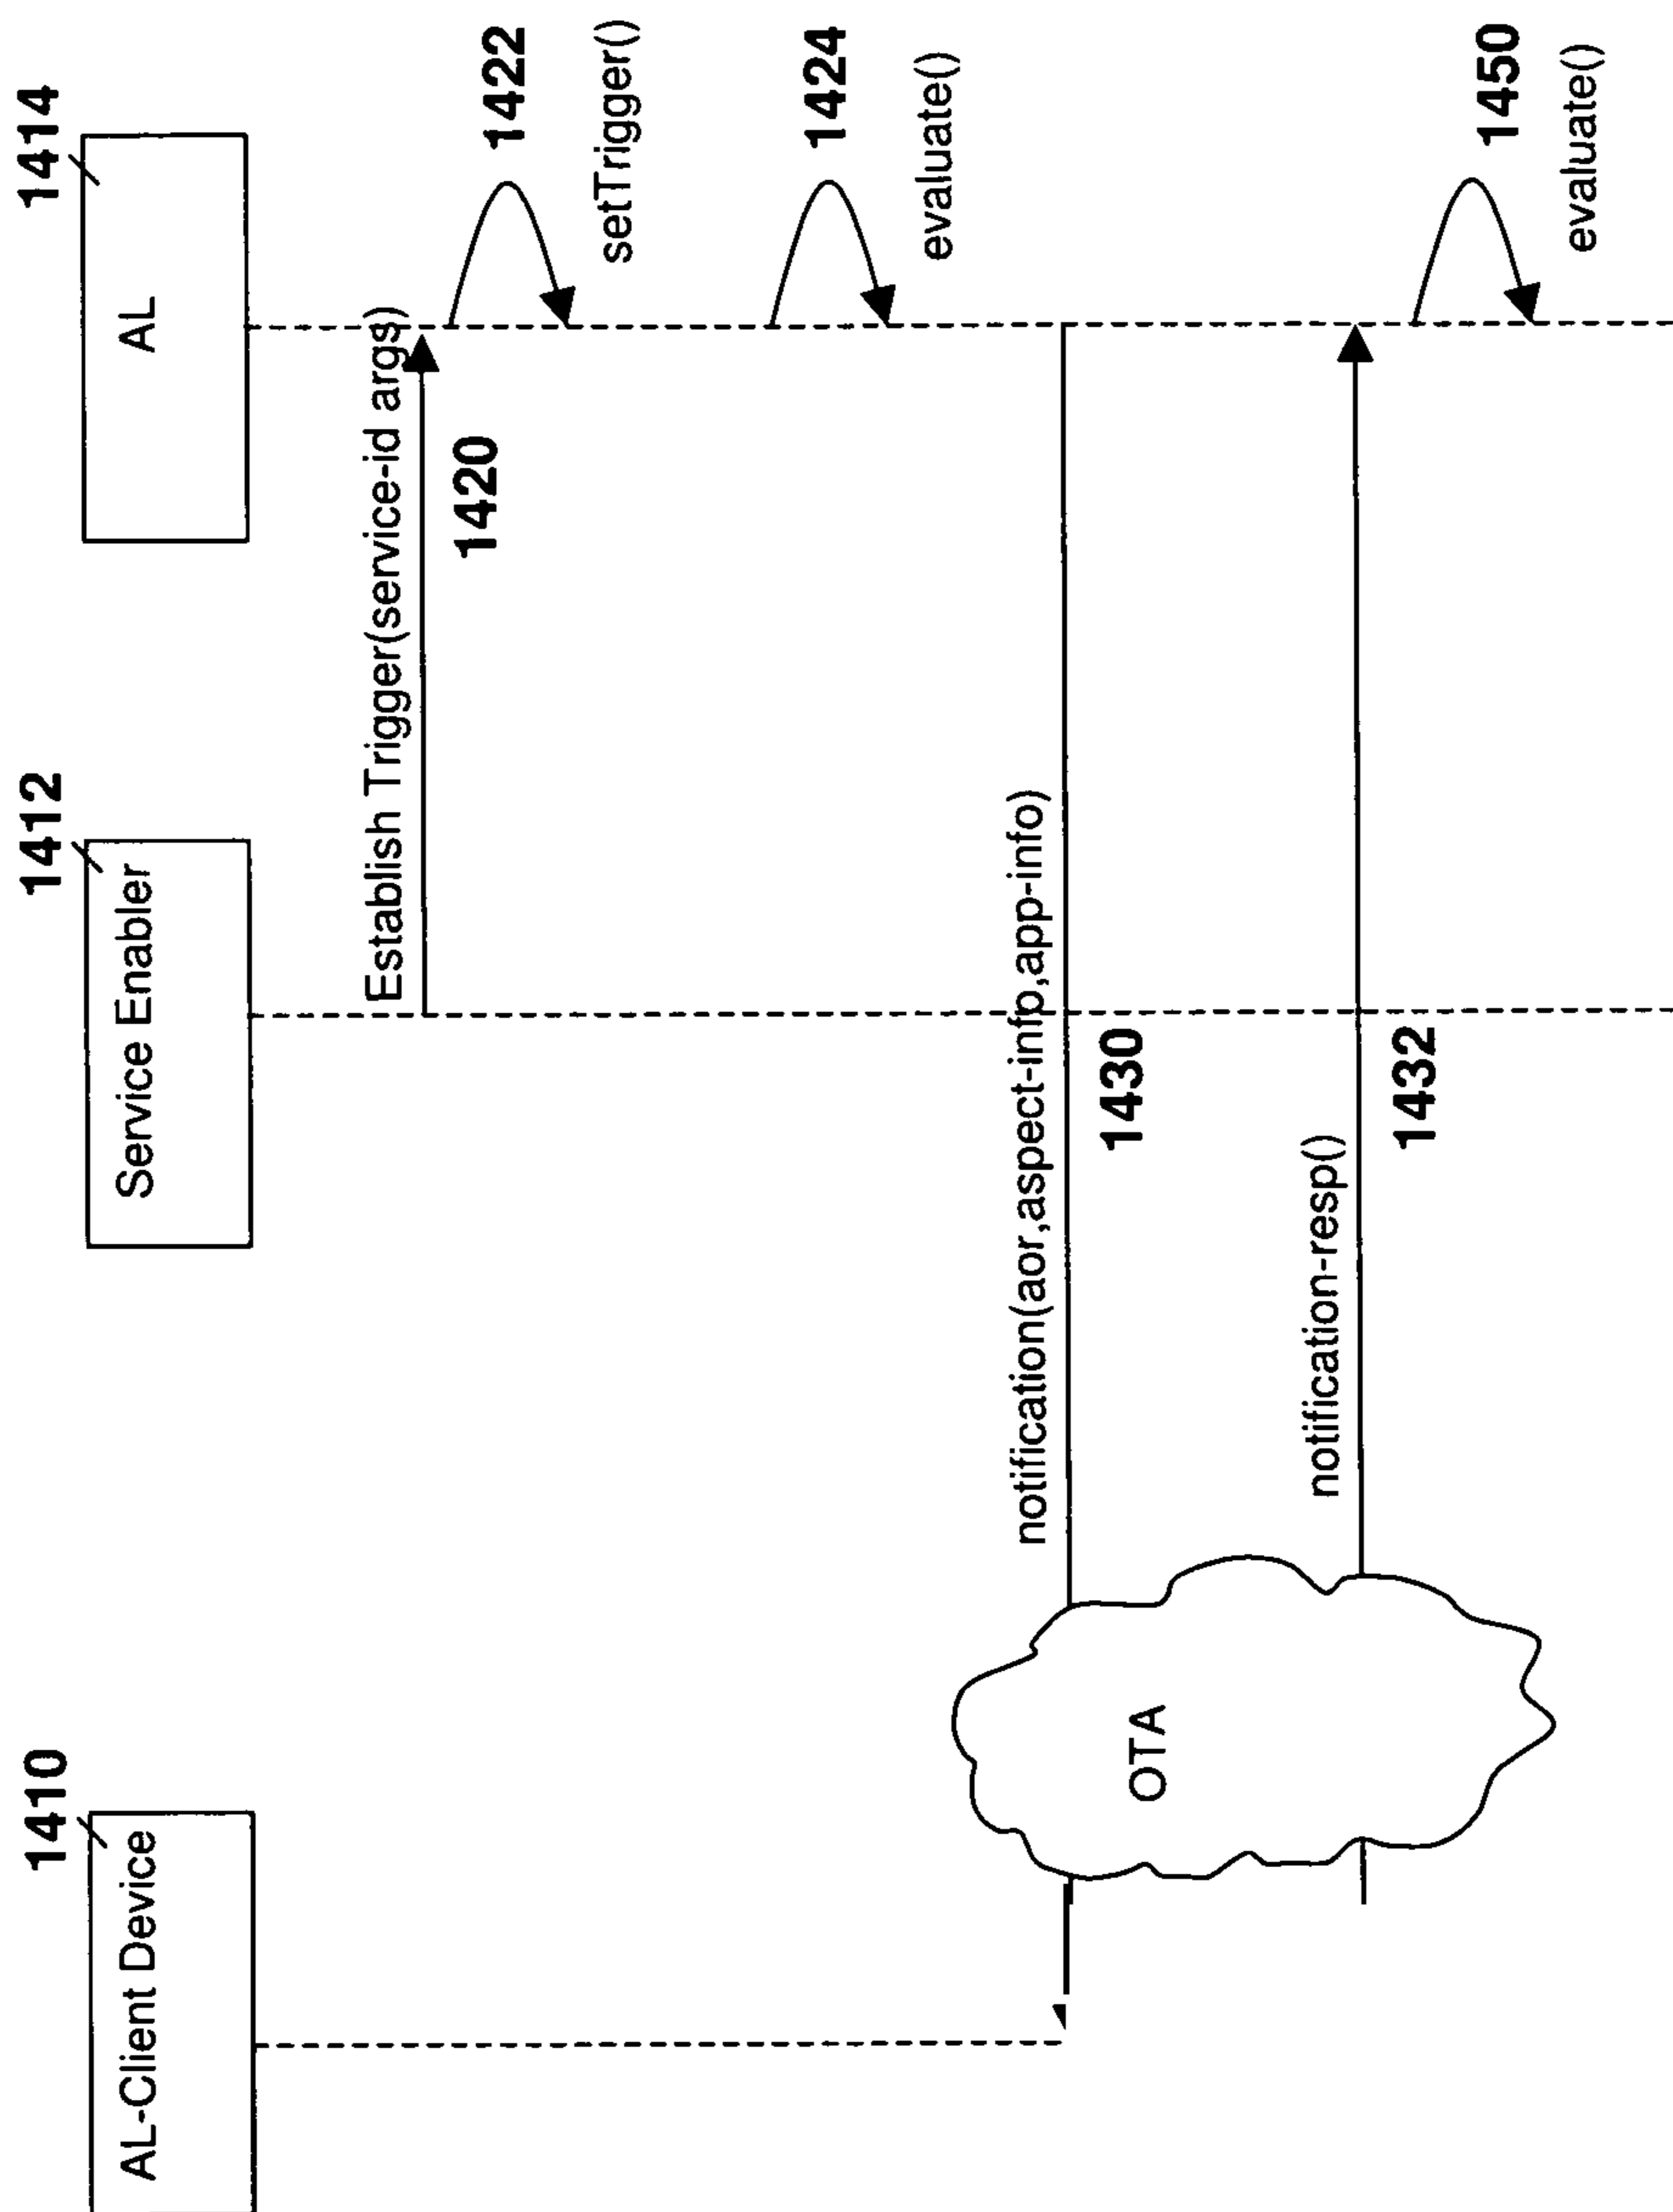 1410
AL-Client Device
1412
Service Enabler
1414
AL
Establish Trigger(service-id args)
1420
1422
setTrigger()
1424
evaluate()
notification(aor,aspect-info,app-info)
1430
OTA
notification-resp()
1432
1450
evaluate()